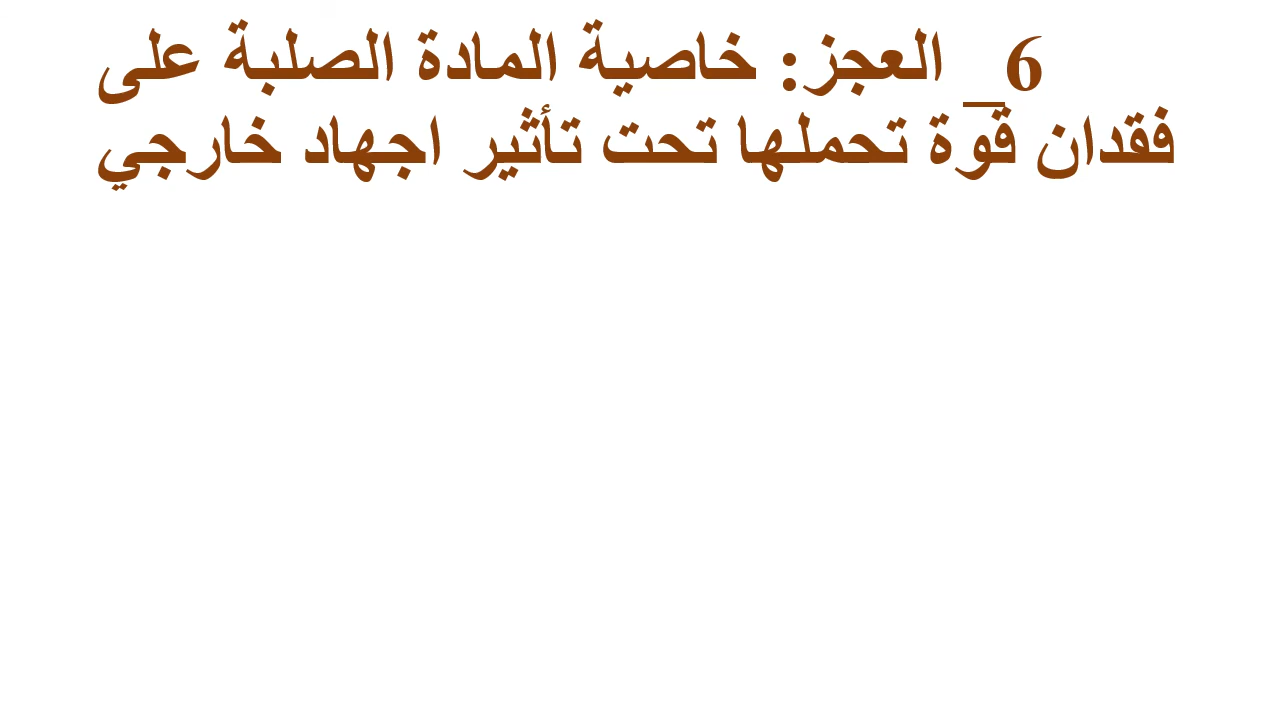 6_ العجز: خاصية المادة الصلبة على
فقدان قوة تحملها تحت تأثير اجهاد خارجي